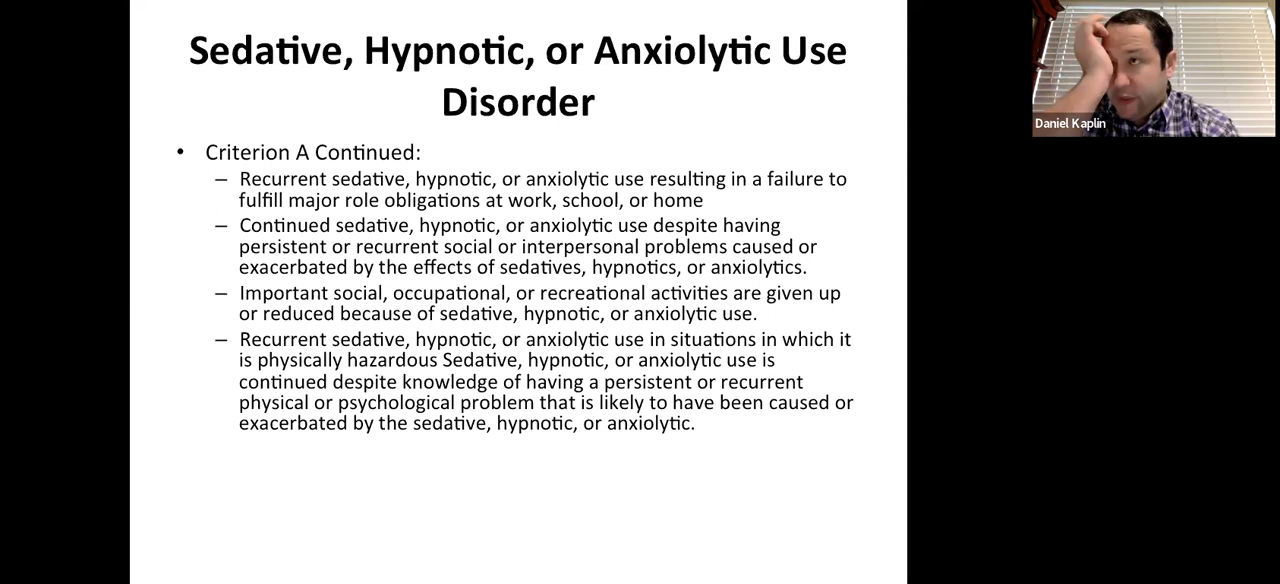 Sedative, Hypnotic, or Anxiolytic Use
Disorder
• Criterion A Continued:
– Recurrent sedative, hypnotic, or anxiolytic use resulting in a failure to
fulfill major role obligations at work, school, or home
– Continued sedative, hypnotic, or anxiolytic use despite having
persistent or recurrent social or interpersonal problems caused or
exacerbated by the effects of sedatives, hypnotics, or anxiolytics.
– Important social, occupational, or recreational activities are given up
or reduced because of sedative, hypnotic, or anxiolytic use.
– Recurrent sedative, hypnotic, or anxiolytic use in situations in which it
is physically hazardous Sedative, hypnotic, or anxiolytic use is
continued despite knowledge of having a persistent or recurrent
physical or psychological problem that is likely to have been caused or
exacerbated by the sedative, hypnotic, or anxiolytic.
Daniel Kaplin